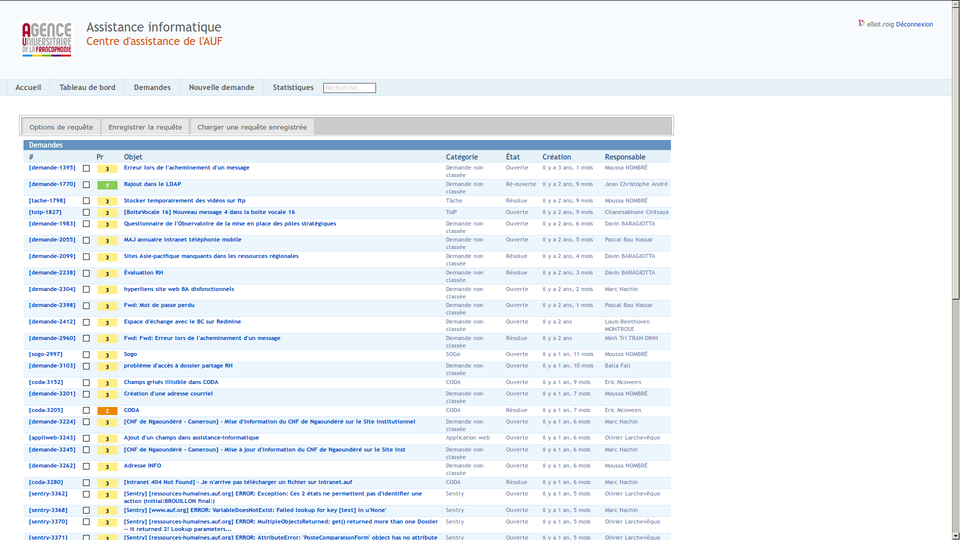 AGENCE
UNIVERSITAIRE
DE LA FRANCOPHONIE
Assistance informatique
Centre d'assistance de l'AUF
elliot.roig Déconnexion
Accueil Tableau de bord Demandes Nouvelle demande Statistiques Recherche...
Options de requête Enregistrer la requête Charger une requête enregistrée
Demandes
# Pr Objet Catégorie État Création Responsable
[demande-1395] 3 Erreur lors de l'acheminement d'un message Demande non classée Ouverte Il y a 3 ans, 1 mois Moussa NOMBRÉ
[demande-1770] 5 Rajout dans le LDAP Demande non classée Ré-ouverte Il y a 2 ans, 9 mois Jean Christophe André
[tache-1798] 3 Stocker temporairement des vidéos sur ftp Tâche Résolue Il y a 2 ans, 9 mois Moussa NOMBRÉ
[toip-1827] 3 [BoiteVocale 16] Nouveau message 4 dans la boite vocale 16 ToIP Ouverte Il y a 2 ans, 9 mois Chanesakhone Chitsaya
[demande-1983] 3 Questionnaire de l'Observatoire de la mise en place des pôles stratégiques Demande non classée Ouverte Il y a 2 ans, 6 mois Davin BARAGIOTTA
[demande-2055] 3 MAJ annuaire intranet téléphonie mobile Demande non classée Ouverte Il y a 2 ans, 5 mois Pascal Bou Nassar
[demande-2099] 3 Sites Asie-pacifique manquants dans les ressources régionales Demande non classée Résolue Il y a 2 ans, 4 mois Davin BARAGIOTTA
[demande-2238] 3 Évaluation RH Demande non classée Résolue Il y a 2 ans, 3 mois Davin BARAGIOTTA
[demande-2304] 3 hyperliens site web BA disfonctionnels Demande non classée Ouverte Il y a 2 ans, 2 mois Marc Nachin
[demande-2398] 3 Fwd: Mot de passe perdu Demande non classée Ouverte Il y a 2 ans, 1 mois Pascal Bou Nassar
[demande-2412] 3 Espace d'échange avec le BC sur Redmine Demande non classée Ouverte Il y a 2 ans Louis-Beethoven MONTROSE
[demande-2960] 3 Fwd: Fwd: Erreur lors de l'acheminement d'un message Demande non classée Résolue Il y a 2 ans Minh Tri TRAN-DINH
[sogo-2997] 3 Sogo SOGo Ouverte Il y a 1 an, 11 mois Moussa NOMBRÉ
[demande-3103] 3 problème d'accès à dossier partage RH Demande non classée Ouverte Il y a 1 an, 10 mois Balla Fall
[coda-3152] 3 Champs grisés illisible dans CODA CODA Ouverte Il y a 1 an, 9 mois Eric Mcsween
[demande-3201] 3 Création d'une adresse courriel Demande non classée Ouverte Il y a 1 an, 7 mois Moussa NOMBRÉ
[coda-3205] 2 CODA CODA Résolue Il y a 1 an, 7 mois Eric Mcsween
[demande-3224] 3 [CNF de Ngaoundéré - Cameroun] - Mise d'information du CNF de Ngaoundéré sur le Site Institutionnel Demande non classée Ouverte Il y a 1 an, 6 mois Marc Nachin
[appliweb-3243] 3 Ajout d'un champs dans assistance-informatique Application web Ouverte Il y a 1 an, 6 mois Olivier Larchevêque
[demande-3245] 3 [CNF de Ngaoundéré - Cameroun] - Mise à jour d'information du CNF de Ngaoundéré sur le Site Inst Demande non classée Ouverte Il y a 1 an, 6 mois Marc Nachin
[demande-3262] 3 Adresse INFO Demande non classée Ouverte Il y a 1 an, 6 mois Moussa NOMBRÉ
[coda-3280] 3 [Intranet 404 Not Found] - Je n'arrive pas télécharger un fichier sur intranet.auf CODA Résolue Il y a 1 an, 6 mois Marc Nachin
[sentry-3362] 3 [Sentry] [ressources-humaines.auf.org] ERROR: Exception: Ces 2 états ne permettent pas d'identifier une action (initial:BROUILLON final:) Sentry Ouverte Il y a 1 an, 5 mois Olivier Larchevêque
[sentry-3368] 3 [Sentry] [www.auf.org] ERROR: VariableDoesNotExist: Failed lookup for key [text] in u'None' Sentry Ouverte Il y a 1 an, 5 mois Marc Nachin
[sentry-3370] 3 [Sentry] [ressources-humaines.auf.org] ERROR: MultipleObjectsReturned: get() returned more than one Dossier -- it returned 2! Lookup parameters... Sentry Ouverte Il y a 1 an, 5 mois Olivier Larchevêque
[sentry-3371] 3 [Sentry] [ressources-humaines.auf.org] ERROR: AttributeError: 'PosteComparaisonForm' object has no attribute Sentry Ouverte Il y a 1 an, 5 mois Olivier Larchevêque